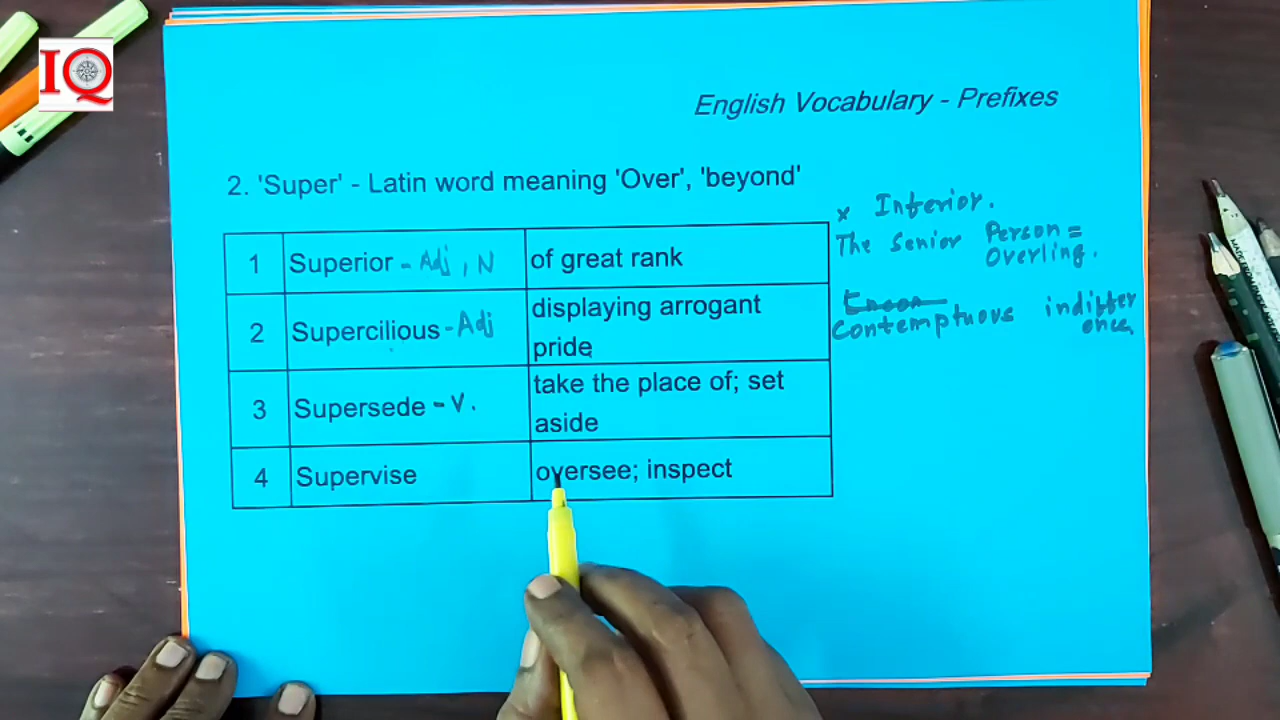 IQ
English Vocabulary - Prefixes
2. 'Super' - Latin word meaning 'Over', 'beyond'
x Inferior.
1 Superior - Adj, N of great rank
The Senior Person =
Overling.
2 Supercilious - Adj displaying arrogant
pride
Contemptuous indiffer
ence
3 Supersede - V. take the place of; set
aside
4 Supervise oversee; inspect